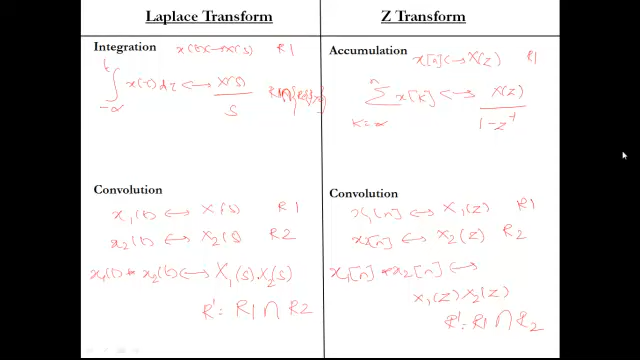 Laplace Transform
Integration
x(t) ↔ X(s) R1
∫_{-∞}^{t} x(τ) dτ ↔ X(s)/s
Convolution
x1(t) ↔ X1(s) R1
x2(t) ↔ X2(s) R2
x1(t) * x2(t) ↔ X1(s).X2(s)
R' = R1 ∩ R2
Z Transform
Accumulation
x[n] ↔ X(z) R1
Σ_{k=∞}^{n} x[k] ↔ X(z)/(1-z^{-1})
Convolution
x1[n] ↔ X1(z) R1
x2[n] ↔ X2(z) R2
x1[n] * x2[n] ↔
X1(z) X2(z)
R' = R1 ∩ R2